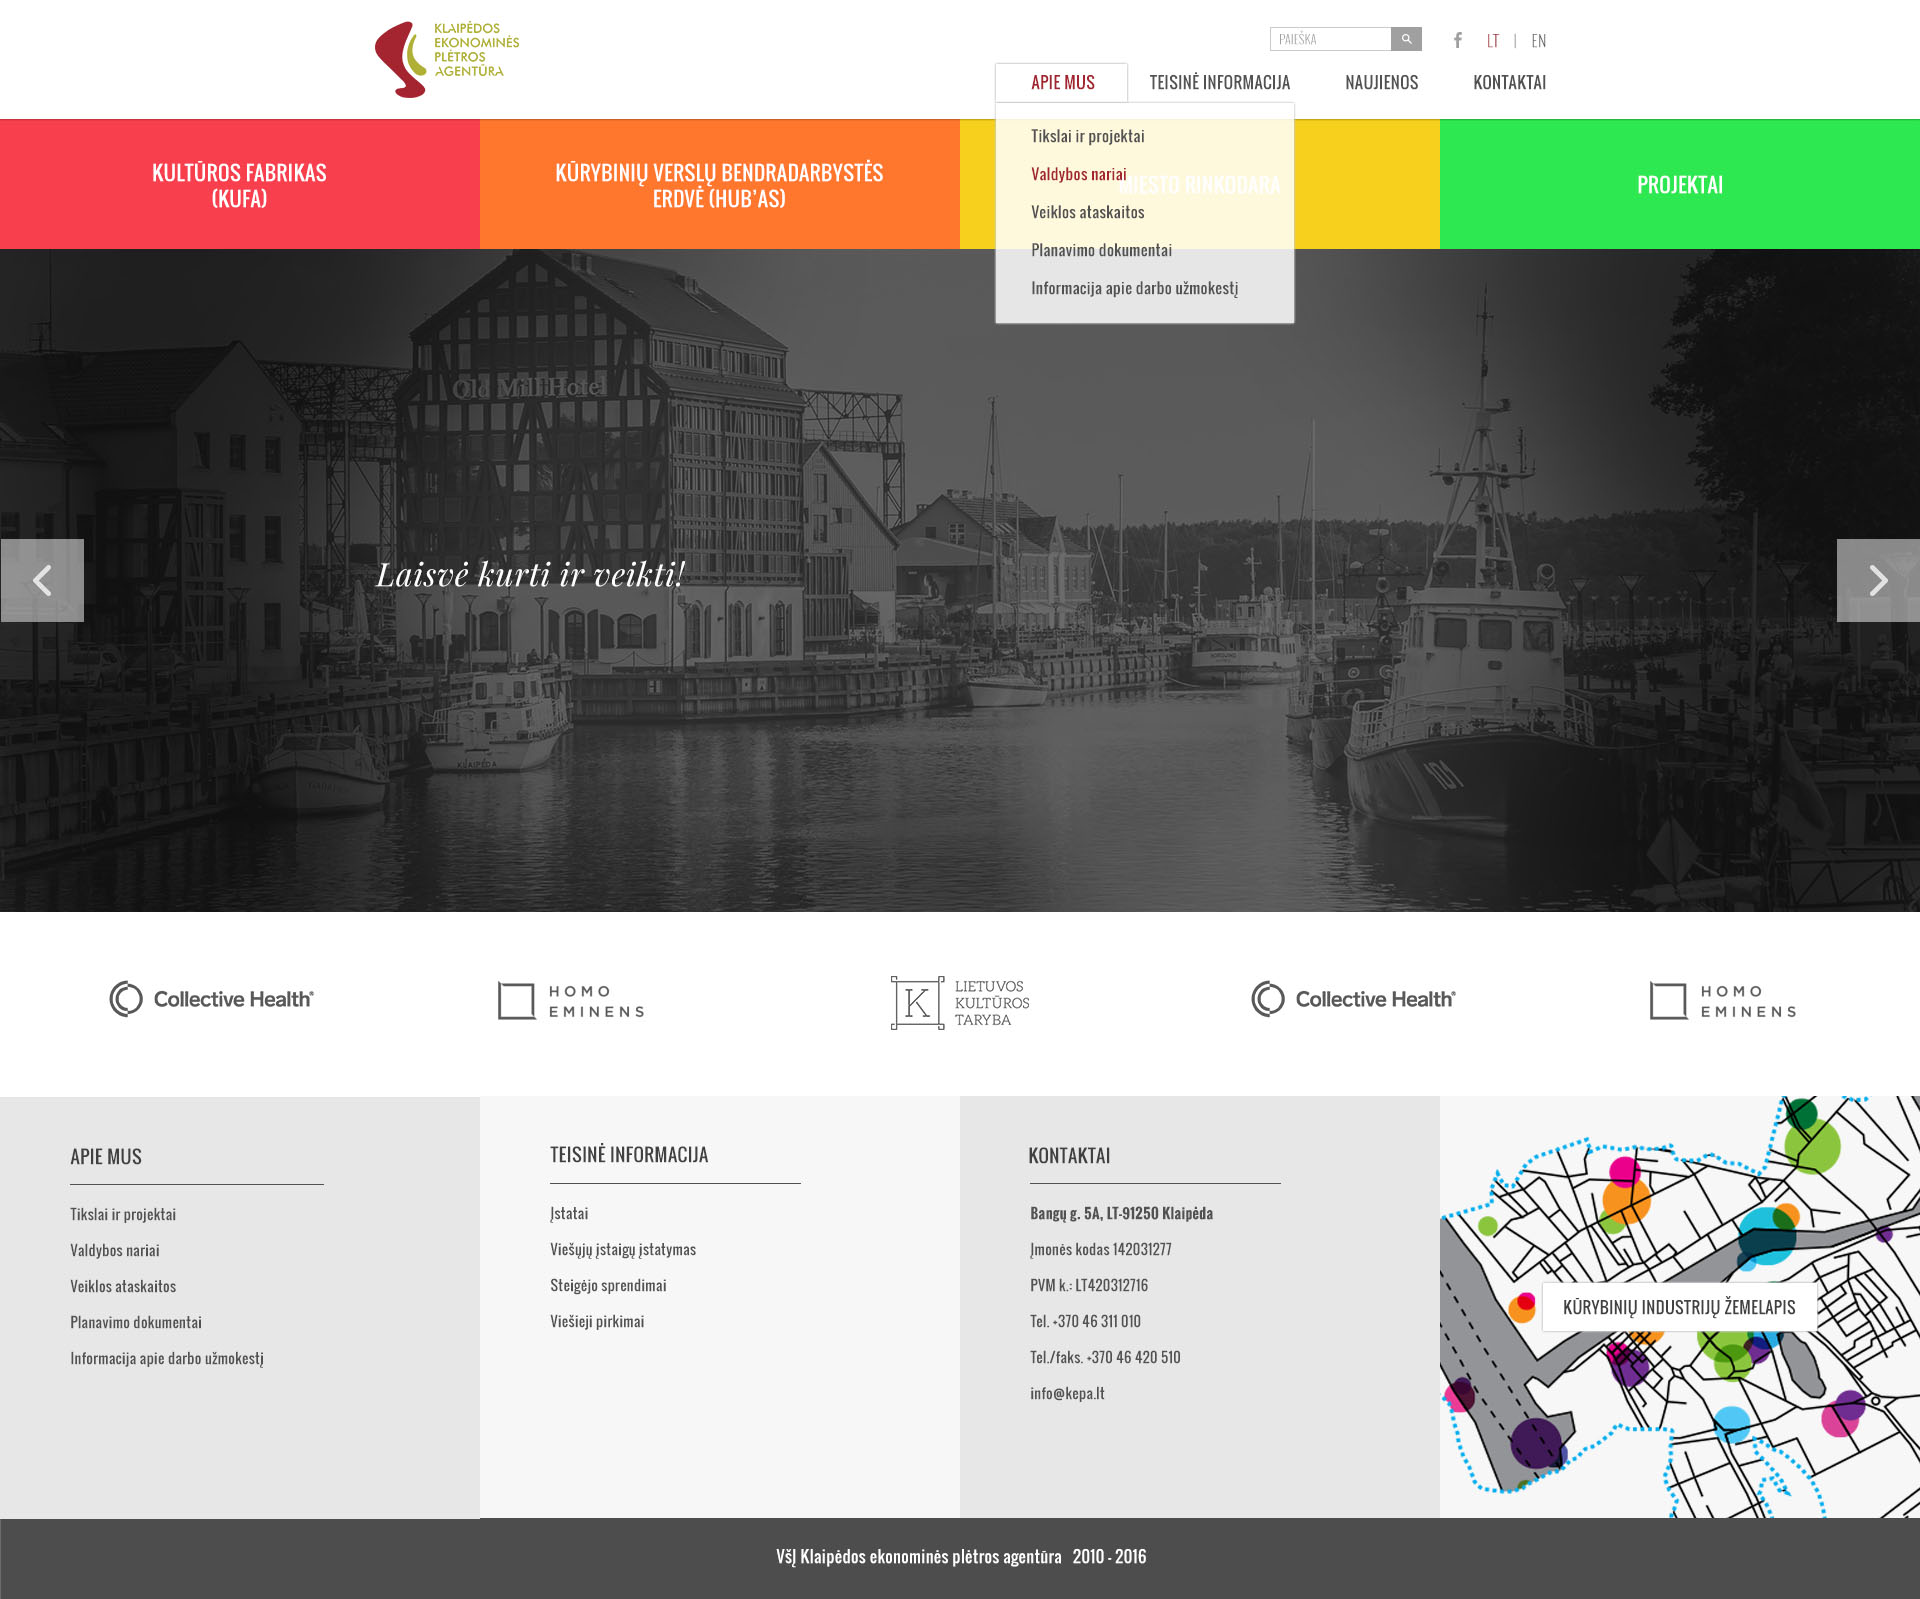 KLAIPĖDOS
EKONOMINĖS
PLĖTROS
AGENTŪRA
PAIEŠKA
LT | EN
APIE MUS
TEISINĖ INFORMACIJA
NAUJIENOS
KONTAKTAI
Tikslai ir projektai
Valdybos nariai
Veiklos ataskaitos
Planavimo dokumentai
Informacija apie darbo užmokestį
KULTŪROS FABRIKAS
(KUFA)
KŪRYBINIŲ VERSLŲ BENDRADARBYSTĖS
ERDVĖ (HUB'AS)
MIESTO RINKODARA
PROJEKTAI
Old Mill Hotel
Laisvė kurti ir veikti!
KLAIPĖDA
101
Collective Health®
HOMO
EMINENS
K
LIETUVOS
KULTŪROS
TARYBA
Collective Health®
HOMO
EMINENS
APIE MUS
Tikslai ir projektai
Valdybos nariai
Veiklos ataskaitos
Planavimo dokumentai
Informacija apie darbo užmokestį
TEISINĖ INFORMACIJA
Įstatai
Viešųjų įstaigų įstatymas
Steigėjo sprendimai
Viešieji pirkimai
KONTAKTAI
Bangų g. 5A, LT-91250 Klaipėda
Įmonės kodas 142031277
PVM k.: LT420312716
Tel. +370 46 311 010
Tel./faks. +370 46 420 510
info@kepa.lt
KŪRYBINIŲ INDUSTRIJŲ ŽEMELAPIS
VšĮ Klaipėdos ekonominės plėtros agentūra 2010 - 2016